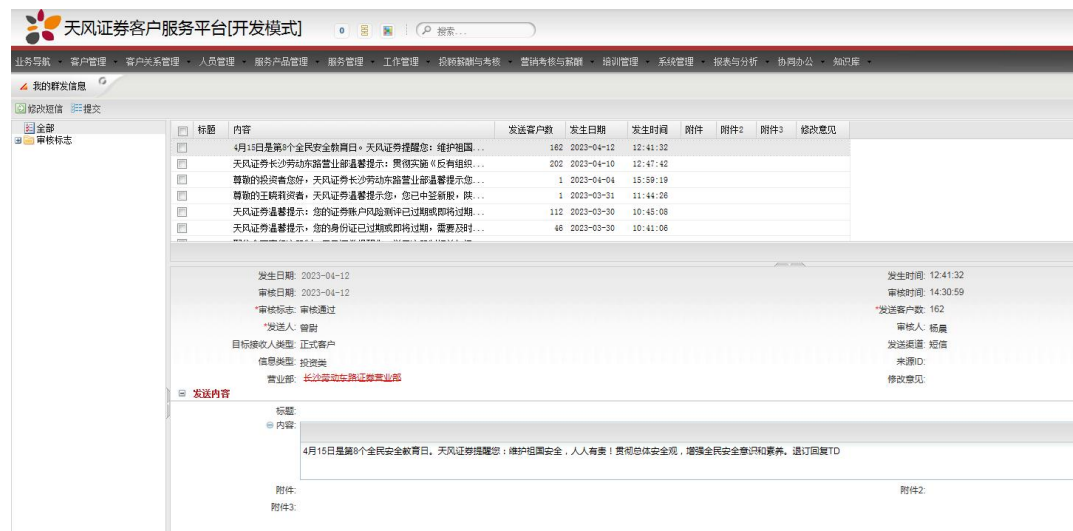 天风证券客户服务平台[开发模式] 0 搜索...
业务导航 客户管理 客户关系管理 人员管理 服务产品管理 服务管理 工作管理 投顾薪酬与考核 营销考核与薪酬 培训管理 系统管理 报表与分析 协同办公 知识库
我的群发信息
修改短信 提交
全部
审核标志
标题 内容 发送客户数 发生日期 发生时间 附件 附件2 附件3 修改意见
4月15日是第8个全民安全教育日。天风证券提醒您：维护祖国... 162 2023-04-12 12:41:32
天风证券长沙劳动东路营业部温馨提示：贯彻实施《反有组织... 202 2023-04-10 12:47:42
尊敬的投资者您好，天风证券长沙劳动东路营业部温馨提示您... 1 2023-04-04 15:59:19
尊敬的王晓莉资者，天风证券温馨提示您，您已中签新股，陕... 1 2023-03-31 11:44:26
天风证券温馨提示：您的证券账户风险测评已过期或即将过期... 112 2023-03-30 10:45:08
天风证券温馨提示，您的身份证已过期或即将过期，需要及时... 46 2023-03-30 10:41:06
发生日期: 2023-04-12 发生时间: 12:41:32
审核日期: 2023-04-12 审核时间: 14:30:59
*审核标志: 审核通过 *发送客户数: 162
*发送人: 曾尉 审核人: 杨晨
目标接收人类型: 正式客户 发送渠道: 短信
信息类型: 投资类 来源ID:
营业部: 长沙劳动东路证券营业部 修改意见:
发送内容
标题:
内容:
4月15日是第8个全民安全教育日。天风证券提醒您：维护祖国安全，人人有责！贯彻总体安全观，增强全民安全意识和素养。退订回复TD
附件: 附件2:
附件3: